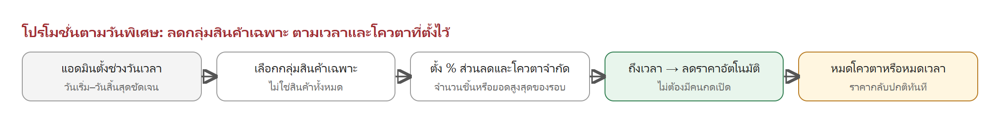 โปรโมชั่นตามวันพิเศษ: ลดกลุ่มสินค้าเฉพาะ ตามเวลาและโควตาที่ตั้งไว้
แอดมินตั้งช่วงวันเวลา
วันเริ่ม–วันสิ้นสุดชัดเจน
เลือกกลุ่มสินค้าเฉพาะ
ไม่ใช่สินค้าทั้งหมด
ตั้ง % ส่วนลดและโควตาจำกัด
จำนวนชิ้นหรือยอดสูงสุดของรอบ
ถึงเวลา → ลดราคาอัตโนมัติ
ไม่ต้องมีคนกดเปิด
หมดโควตาหรือหมดเวลา
ราคากลับปกติทันที